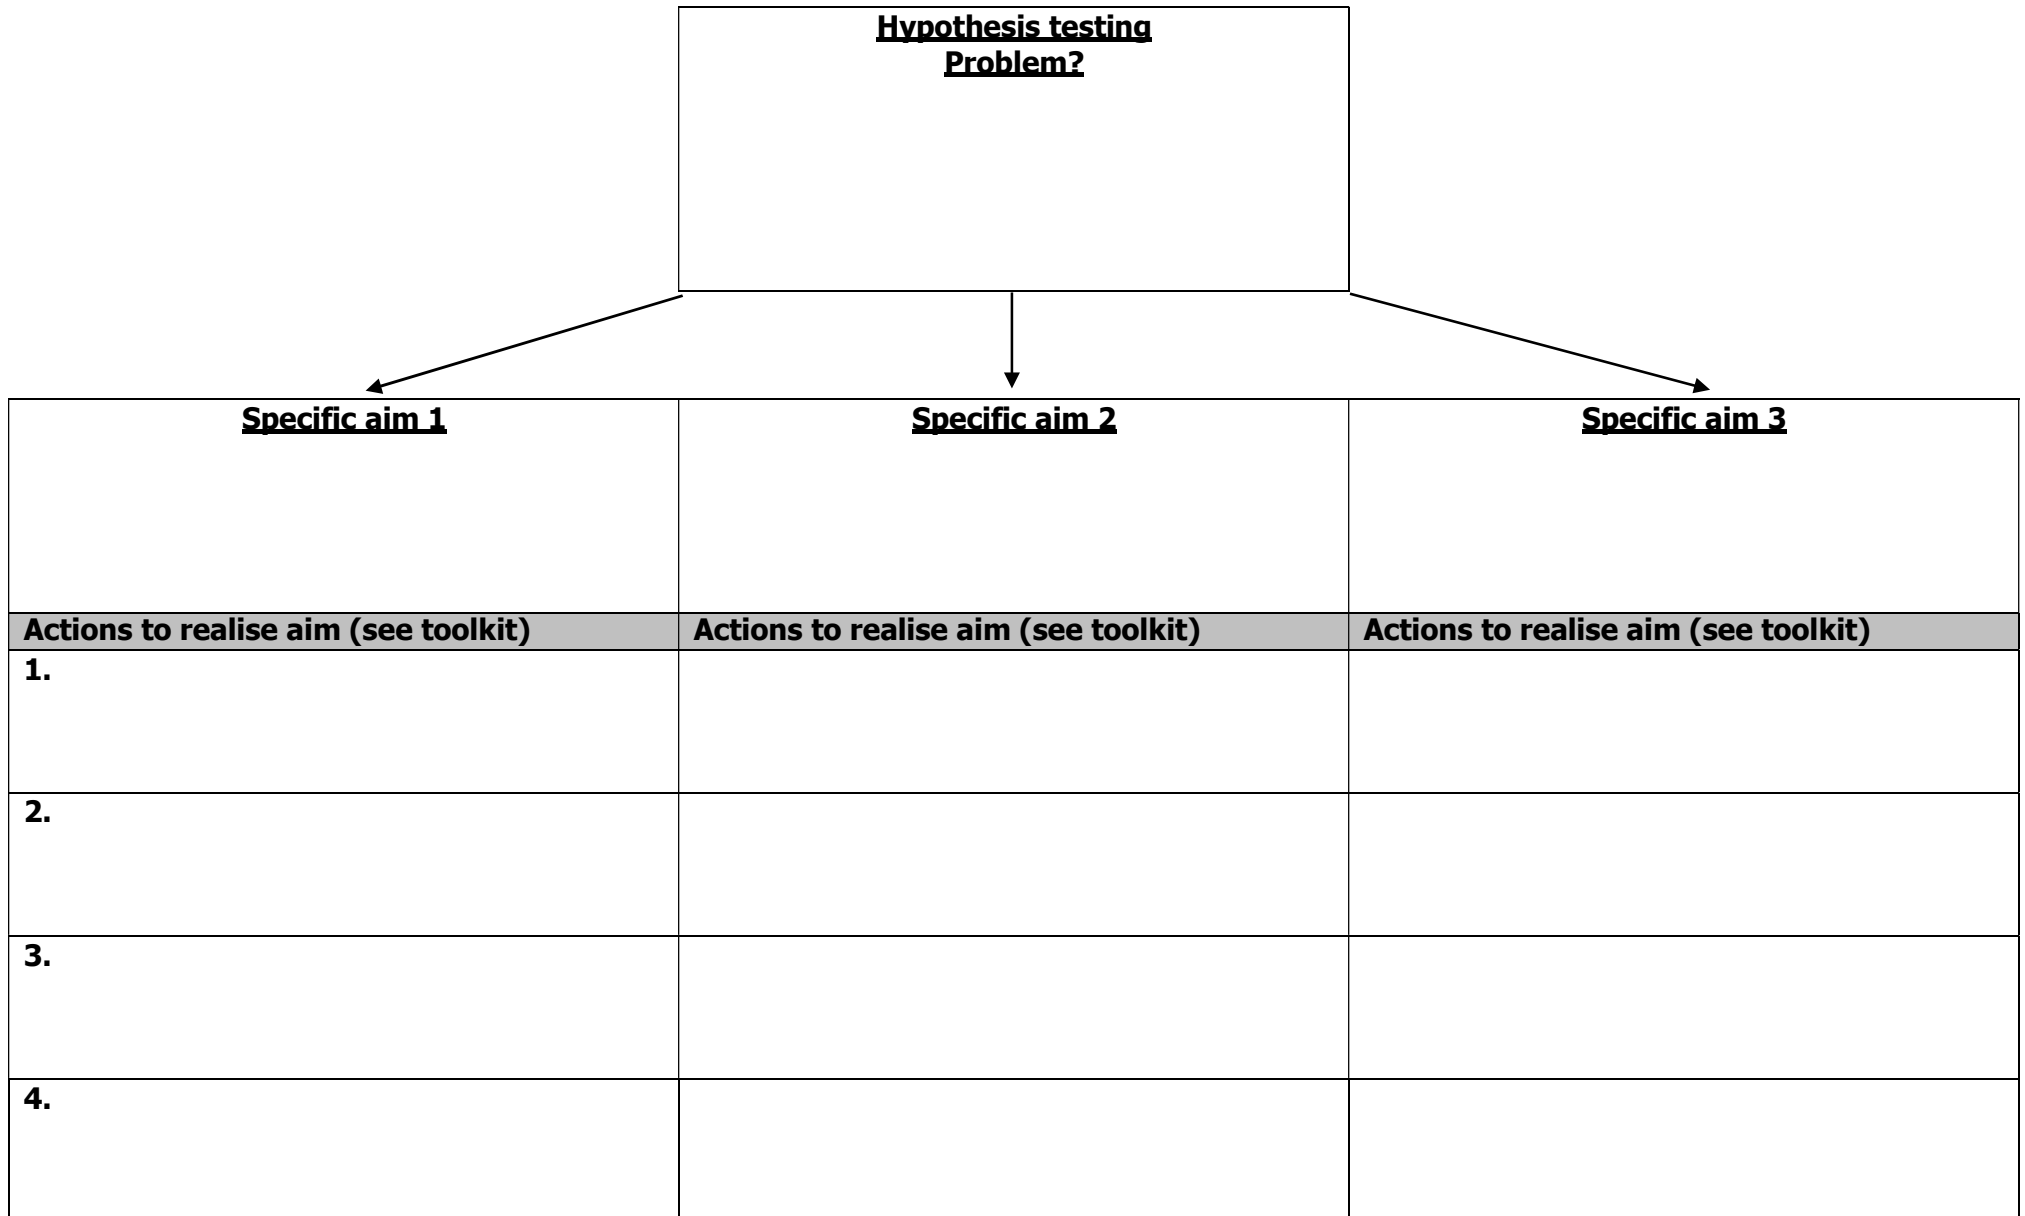 Hypothesis testing
Problem?
Specific aim 1
Specific aim 2
Specific aim 3
Actions to realise aim (see toolkit)
Actions to realise aim (see toolkit)
Actions to realise aim (see toolkit)
1.
2.
3.
4.